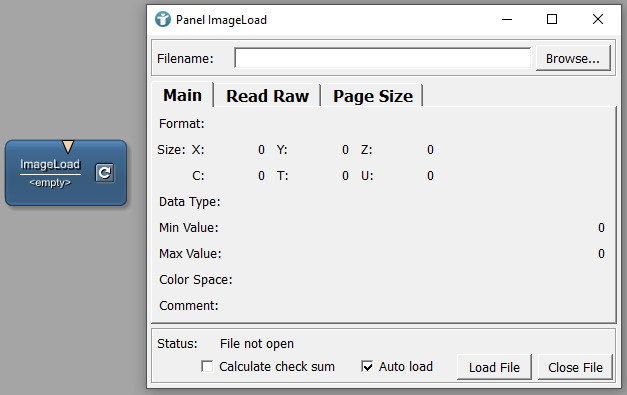 Panel ImageLoad
Filename: Browse...
Main Read Raw Page Size
Format:
Size: X: 0 Y: 0 Z: 0
C: 0 T: 0 U: 0
Data Type:
Min Value: 0
Max Value: 0
Color Space:
Comment:
Status: File not open
Calculate check sum Auto load Load File Close File
ImageLoad
<empty>